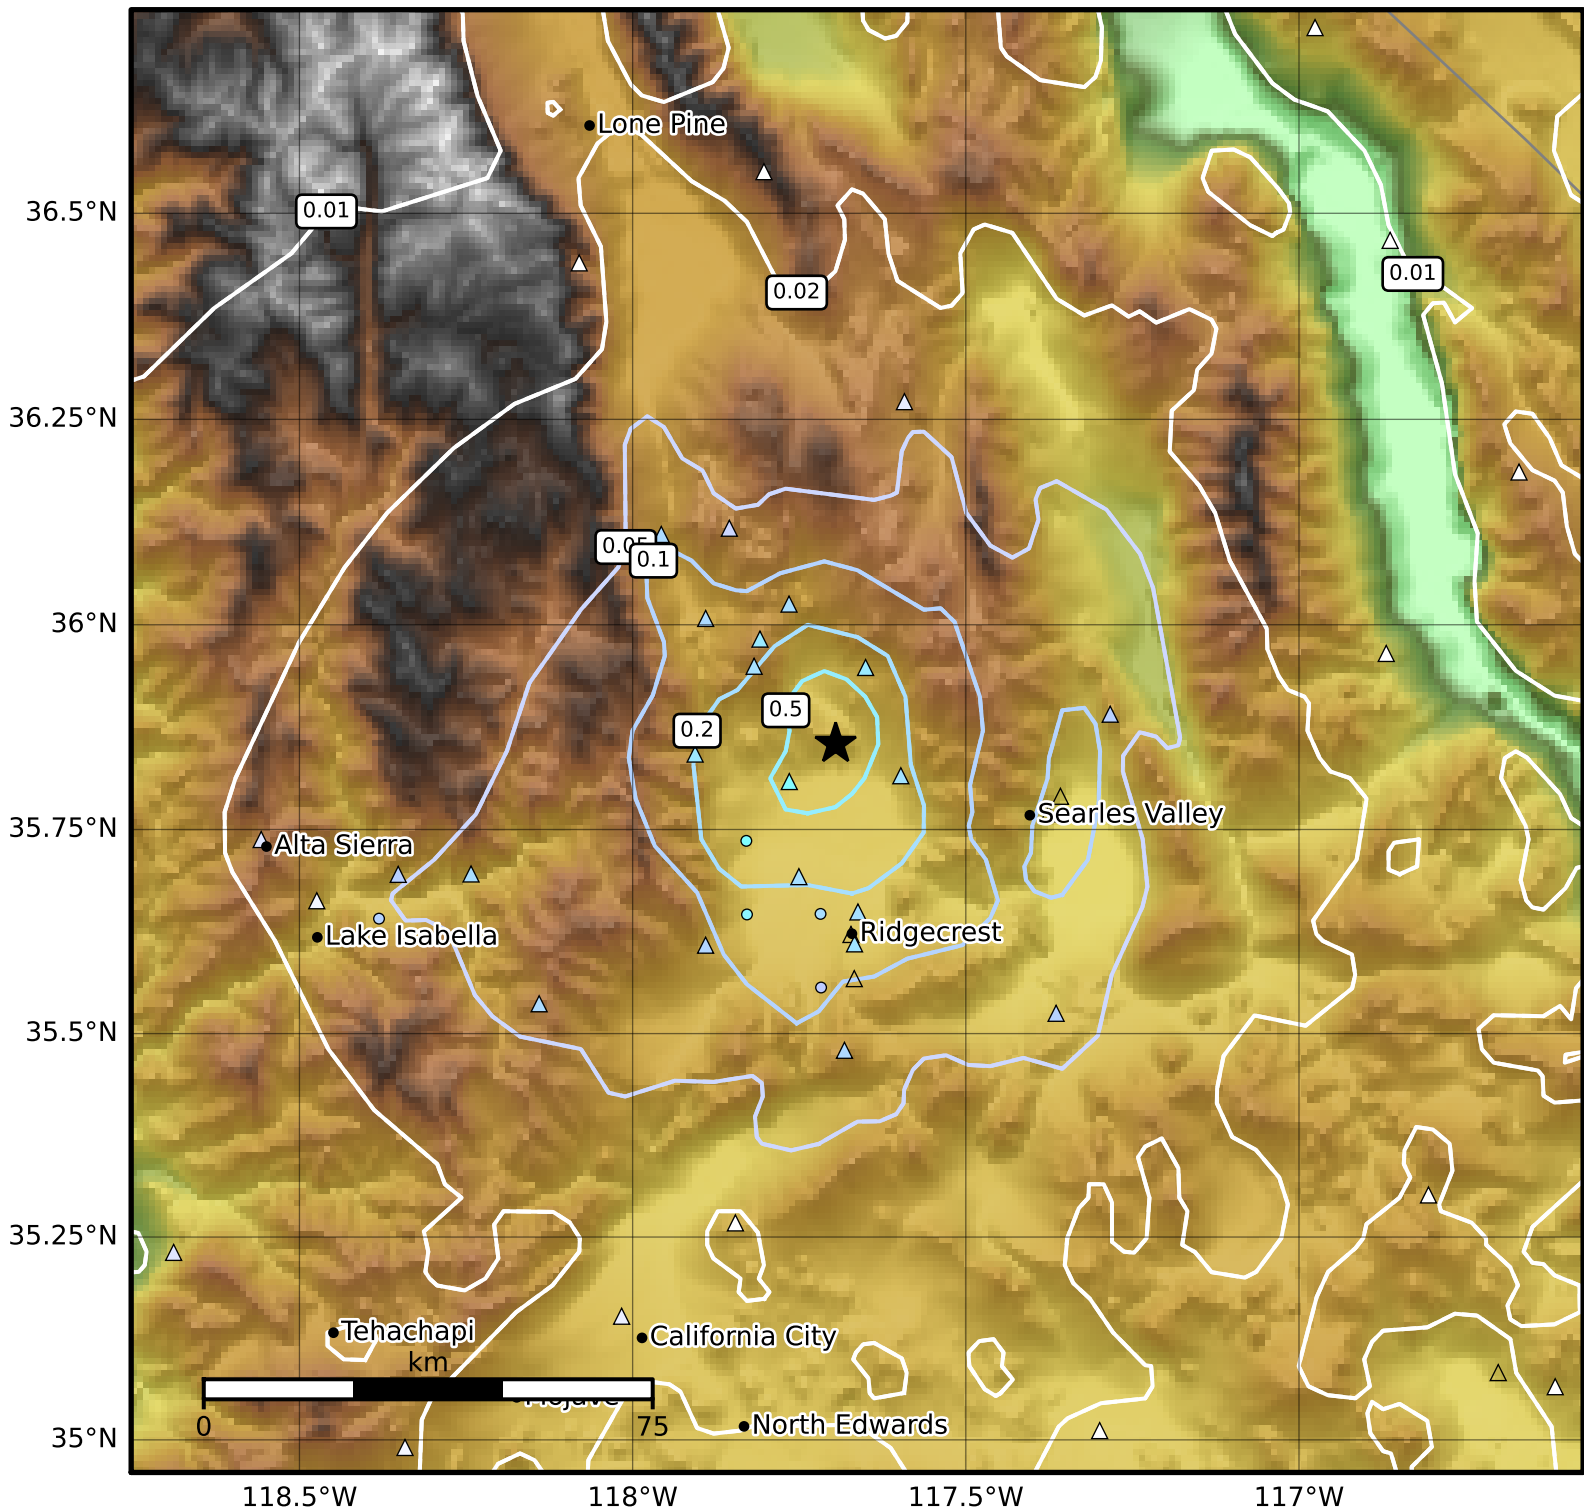 Lone Pine
36.5°N
0.01
0.01
0.02
36.25°N
0.1
36°N
0.5
0.2
35.75°N
Searles Valley
Alta Sierra
Ridgecrest
Lake Isabella
35.5°N
35.25°N
Tehachapi
California City
km
0
75
North Edwards
35°N
118.5°W
118°W
117.5°W
117°W